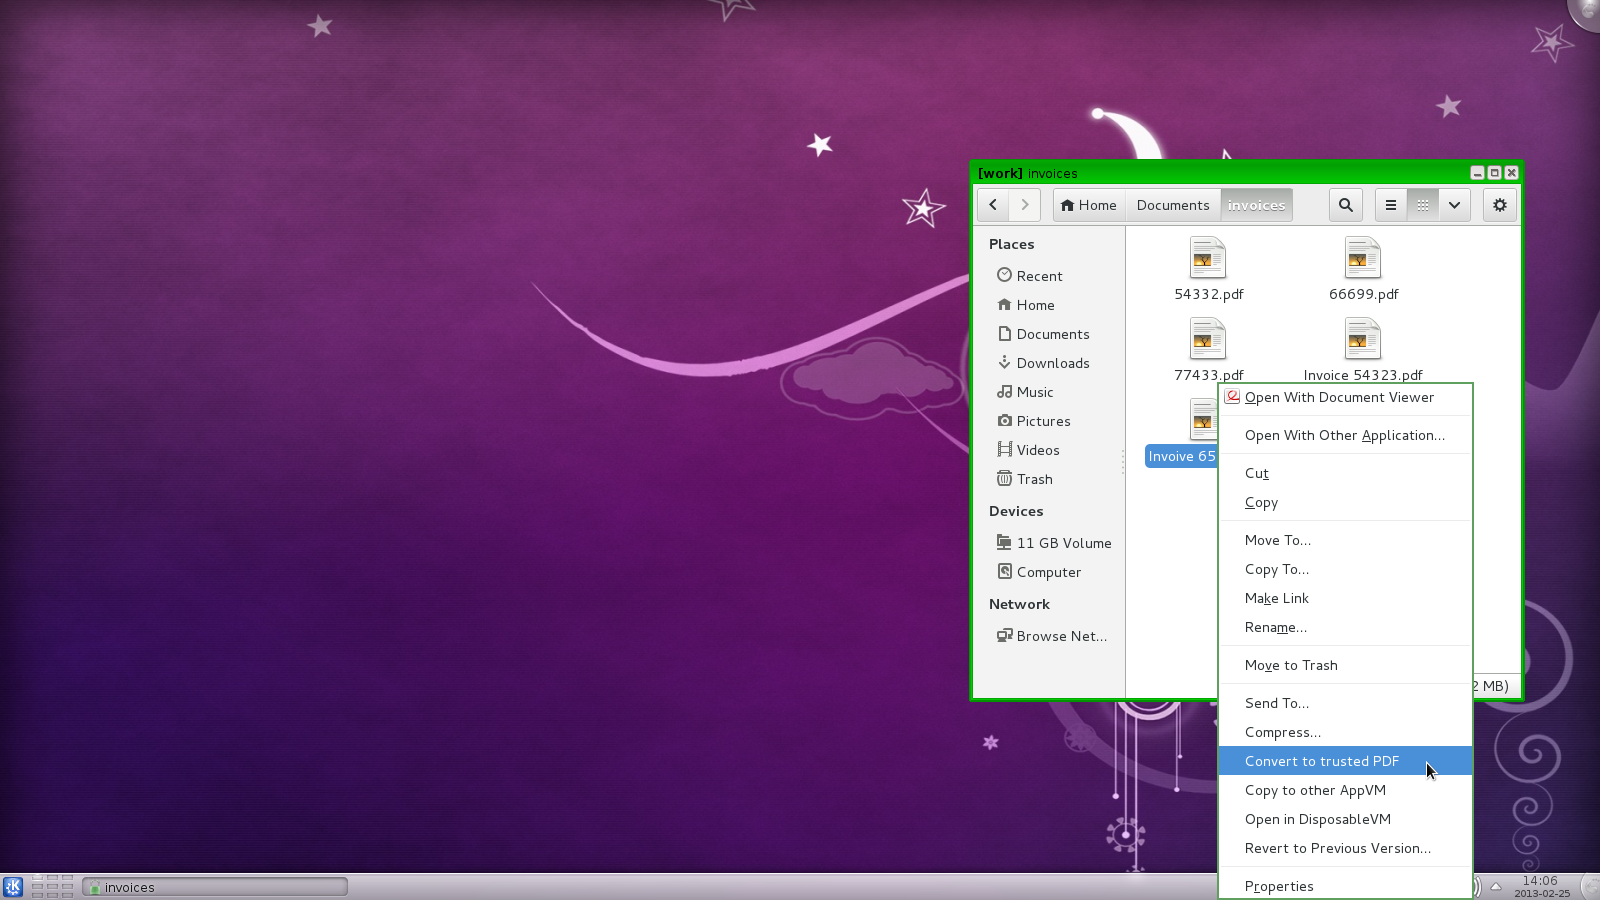 [work] invoices
Home
Documents
invoices
Places
Recent
Home
Documents
Downloads
Music
Pictures
Videos
Trash
Devices
11 GB Volume
Computer
Network
Browse Net...
54332.pdf
66699.pdf
77433.pdf
Invoice 54323.pdf
Invoive 65
Open With Document Viewer
Open With Other Application...
Cut
Copy
Move To...
Copy To...
Make Link
Rename...
Move to Trash
Send To...
Compress...
Convert to trusted PDF
Copy to other AppVM
Open in DisposableVM
Revert to Previous Version...
Properties
2 MB)
invoices
14:06
2013-02-25